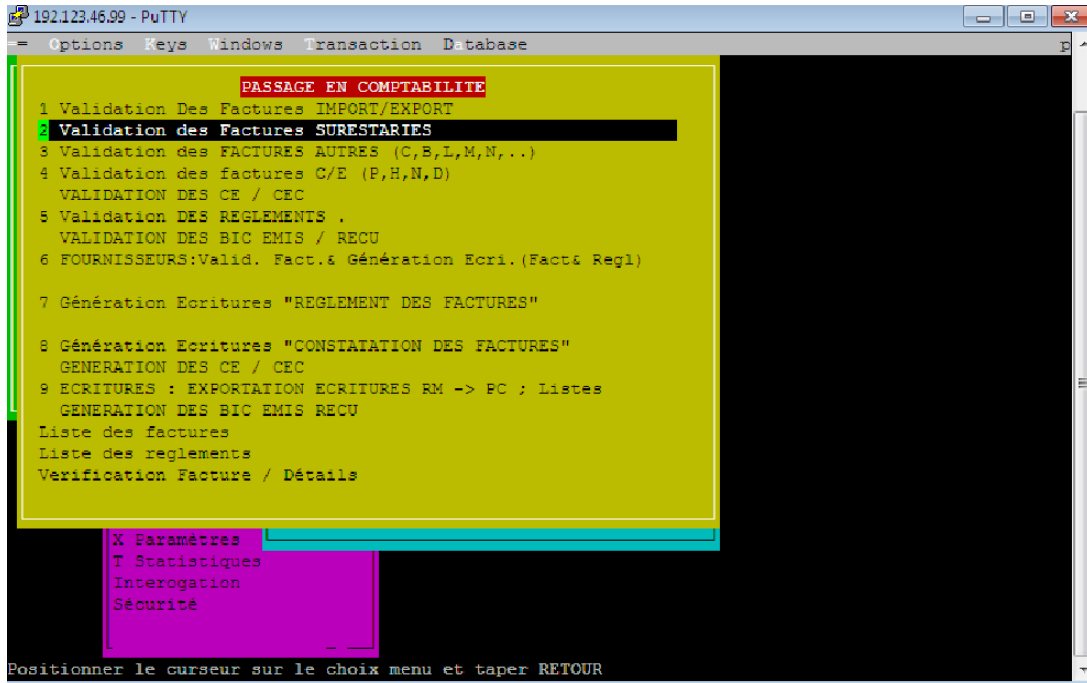 192.123.46.99 - PuTTY
= Options Keys Windows Transaction Database p
PASSAGE EN COMPTABILITE
1 Validation Des Factures IMPORT/EXPORT
2 Validation des Factures SURESTARIES
3 Validation des FACTURES AUTRES (C,B,L,M,N,..)
4 Validation des factures C/E (P,H,N,D)
VALIDATION DES CE / CEC
5 Validation DES REGLEMENTS .
VALIDATION DES BIC EMIS / RECU
6 FOURNISSEURS:Valid. Fact.& Génération Ecri.(Fact& Regl)
7 Génération Ecritures "REGLEMENT DES FACTURES"
8 Génération Ecritures "CONSTATATION DES FACTURES"
GENERATION DES CE / CEC
9 ECRITURES : EXPORTATION ECRITURES RM -> PC ; Listes
GENERATION DES BIC EMIS RECU
Liste des factures
Liste des reglements
Verification Facture / Détails
X Paramètres
T Statistiques
Interogation
Sécurité
Positionner le curseur sur le choix menu et taper RETOUR